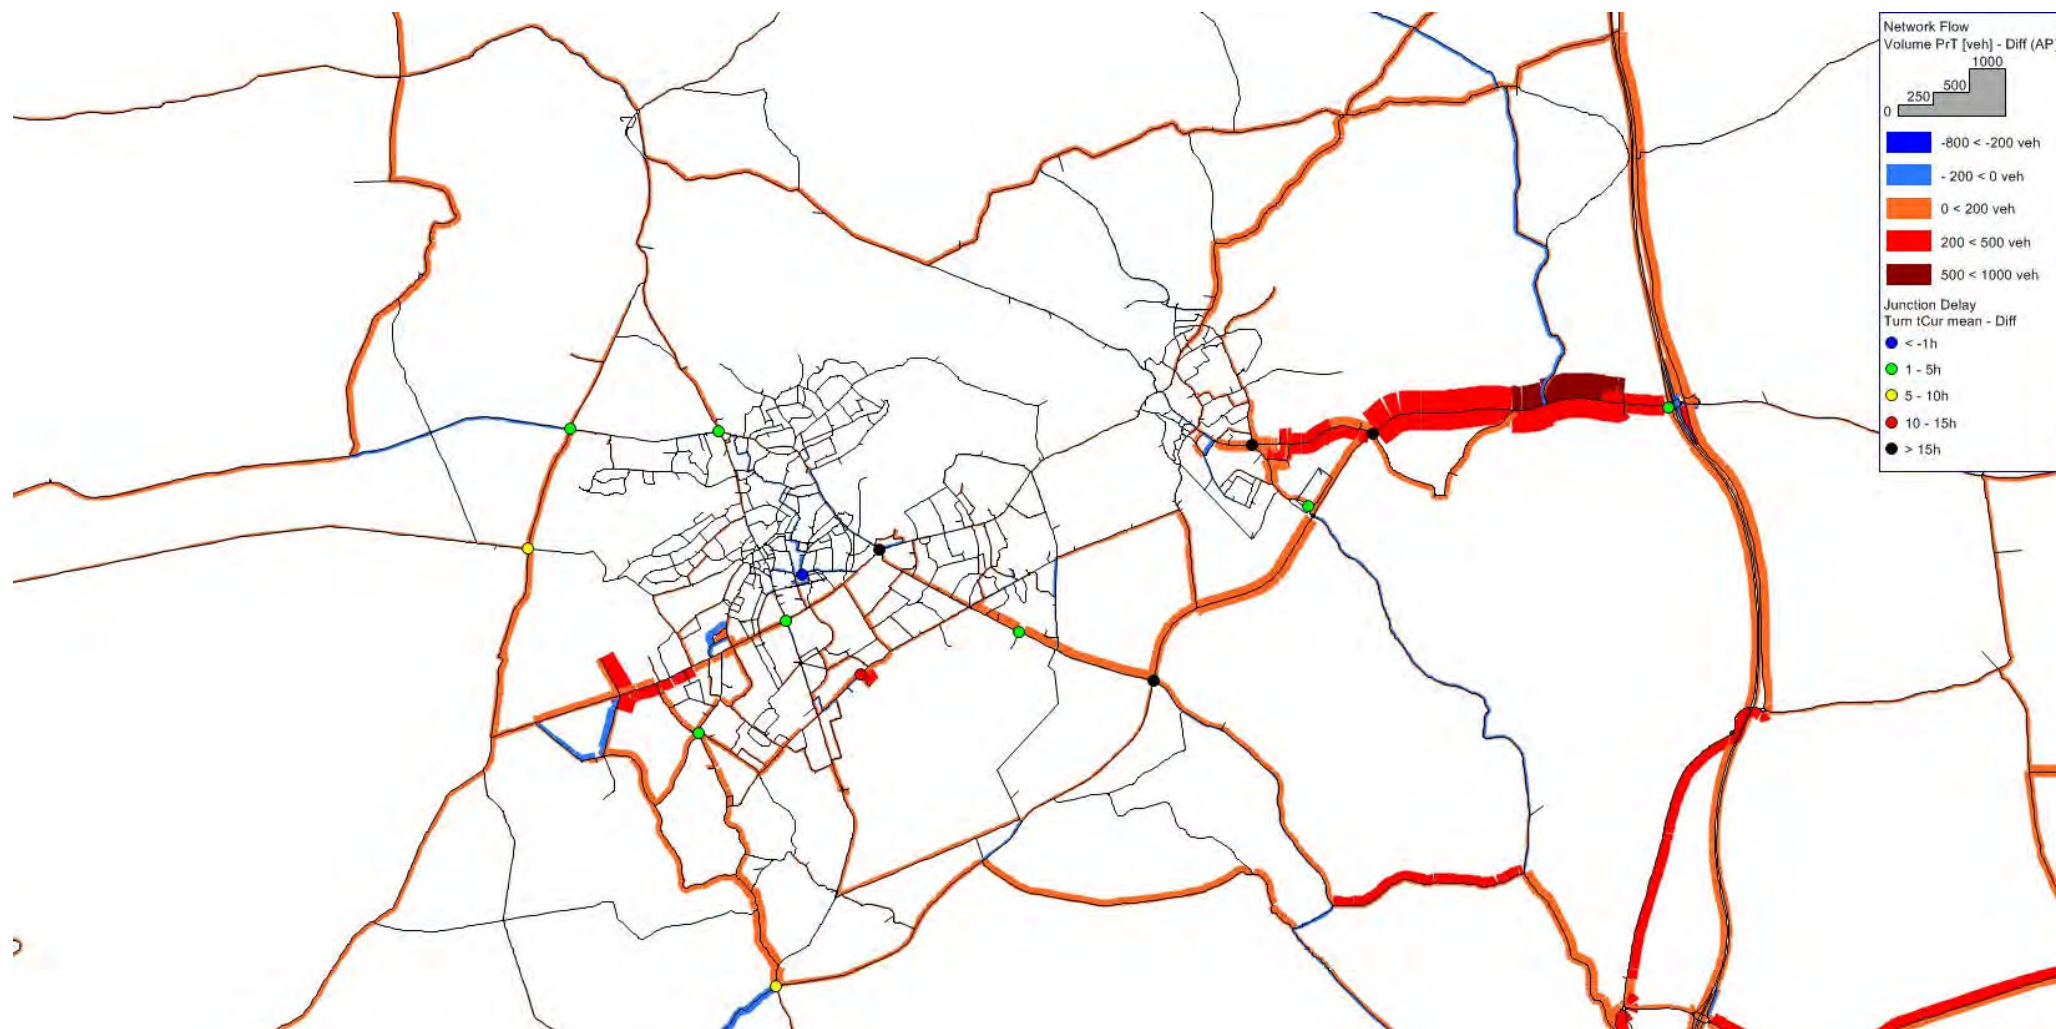 Network Flow
Volume PrT [veh] - Diff (AP)
1000
500
250
0
-800 < -200 veh
- 200 < 0 veh
0 < 200 veh
200 < 500 veh
500 < 1000 veh
Junction Delay
Turn tCur mean - Diff
< -1h
1 - 5h
5 - 10h
10 - 15h
> 15h